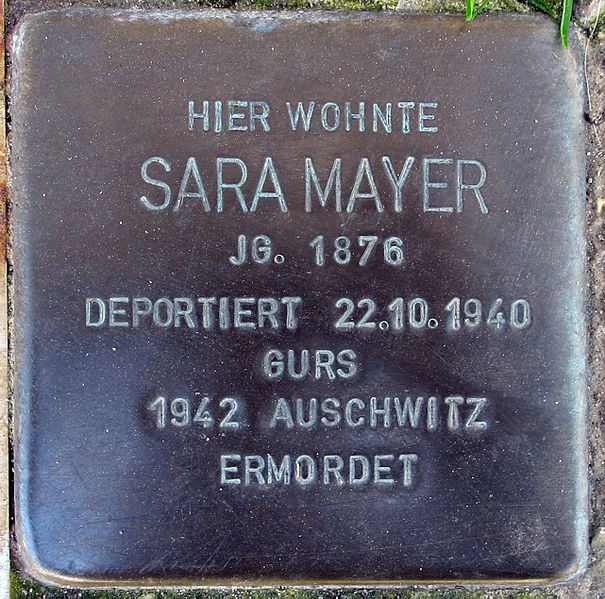 HIER WOHNTE
SARA MAYER
JG. 1876
DEPORTIERT 22.10.1940
GURS
1942 AUSCHWITZ
ERMORDET